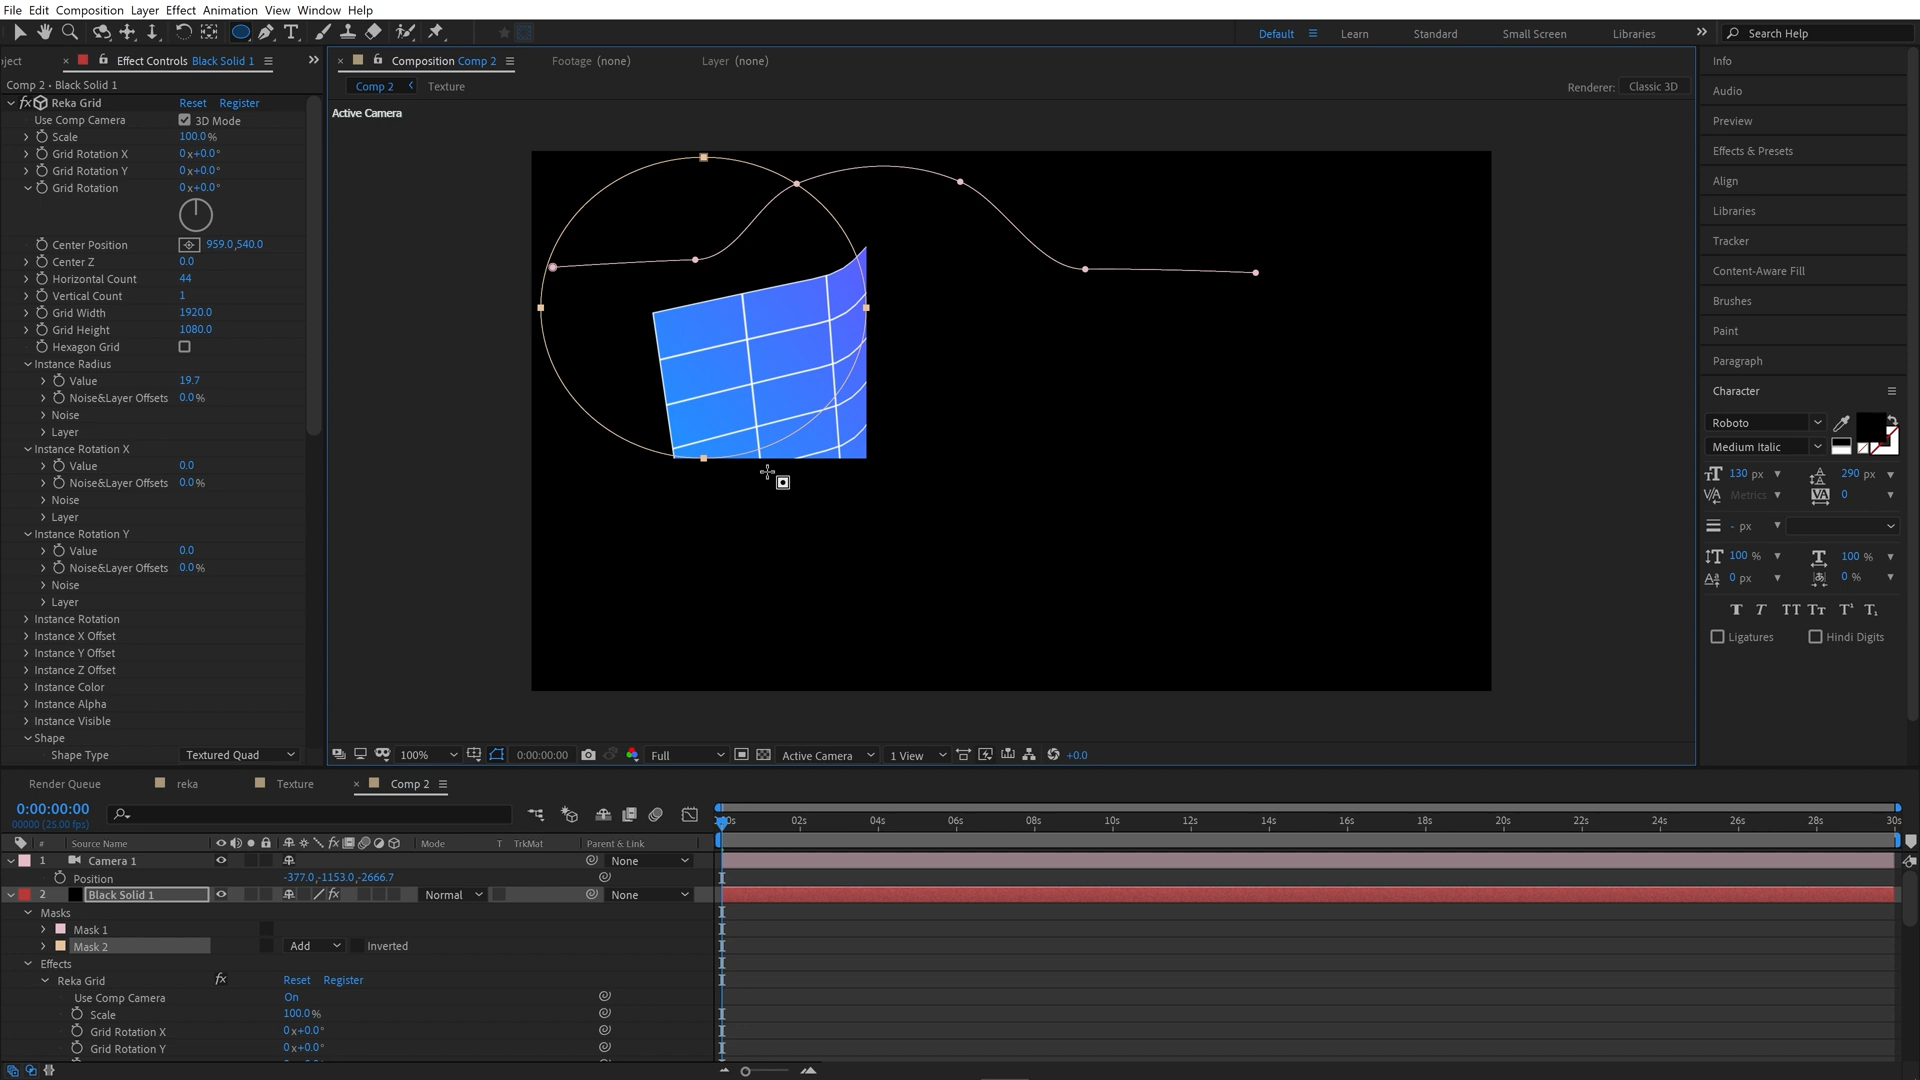 File Edit Composition Layer Effect Animation View Window Help
Default Learn Standard Small Screen Libraries Search Help
Effect Controls Black Solid 1
Composition Comp 2 Footage (none) Layer (none)
Comp 2 • Black Solid 1
Comp 2 Texture Renderer: Classic 3D
Active Camera
Reka Grid Reset Register
Use Comp Camera 3D Mode
Scale 100.0 %
Grid Rotation X 0 x+0.0 °
Grid Rotation Y 0 x+0.0 °
Grid Rotation 0 x+0.0 °
Center Position 959.0,540.0
Center Z 0.0
Horizontal Count 44
Vertical Count 1
Grid Width 1920.0
Grid Height 1080.0
Hexagon Grid
Instance Radius
Value 19.7
Noise&Layer Offsets 0.0 %
Noise
Layer
Instance Rotation X
Value 0.0
Noise&Layer Offsets 0.0 %
Noise
Layer
Instance Rotation Y
Value 0.0
Noise&Layer Offsets 0.0 %
Noise
Layer
Instance Rotation
Instance X Offset
Instance Y Offset
Instance Z Offset
Instance Color
Instance Alpha
Instance Visible
Shape
Shape Type Textured Quad
100% 0:00:00:00 Full Active Camera 1 View +0.0
Info
Audio
Preview
Effects & Presets
Align
Libraries
Tracker
Content-Aware Fill
Brushes
Paint
Paragraph
Character
Roboto
Medium Italic
130 px 290 px
Metrics 0
- px
100 % 100 %
0 px 0 %
T T TT Tт T¹ T₁
Ligatures Hindi Digits
Render Queue reka Texture Comp 2
0:00:00:00
00000 (25.00 fps)
02s 04s 06s 08s 10s 12s 14s 16s 18s 20s 22s 24s 26s 28s 30s
# Source Name Mode T TrkMat Parent & Link
1 Camera 1 None
Position -377.0,-1153.0,-2666.7
2 Black Solid 1 Normal None
Masks
Mask 1
Mask 2 Add Inverted
Effects
Reka Grid Reset Register
Use Comp Camera On
Scale 100.0 %
Grid Rotation X 0 x+0.0 °
Grid Rotation Y 0 x+0.0 °